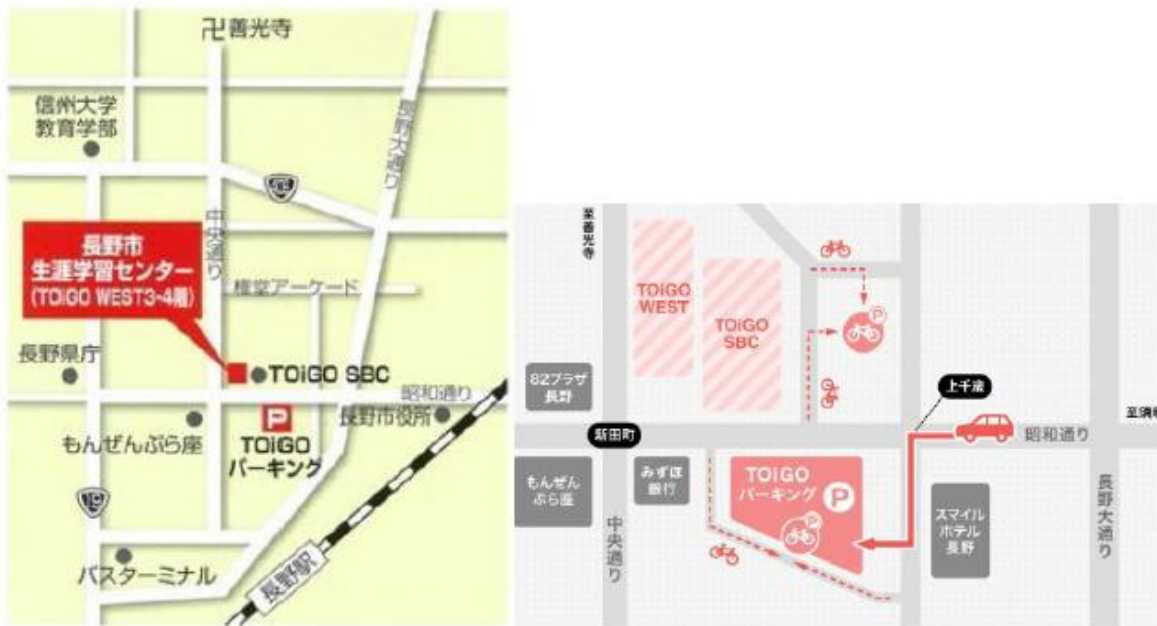 卍善光寺
信州大学
教育学部
長野大通り
406
中央通り
長野市
生涯学習センター
(TOiGO WEST3-4階)
権堂アーケード
長野県庁
TOiGO SBC
昭和通り
長野市役所
もんぜんぷら座
P
TOiGO
パーキング
19
バスターミナル
長野駅
至善光寺
TOiGO
WEST
TOiGO
SBC
P
82プラザ
長野
上千歳
新田町
昭和通り
もんぜん
ぷら座
みずほ
銀行
TOiGO
パーキング
P
P
スマイル
ホテル
長野
中央通り
長野大通り